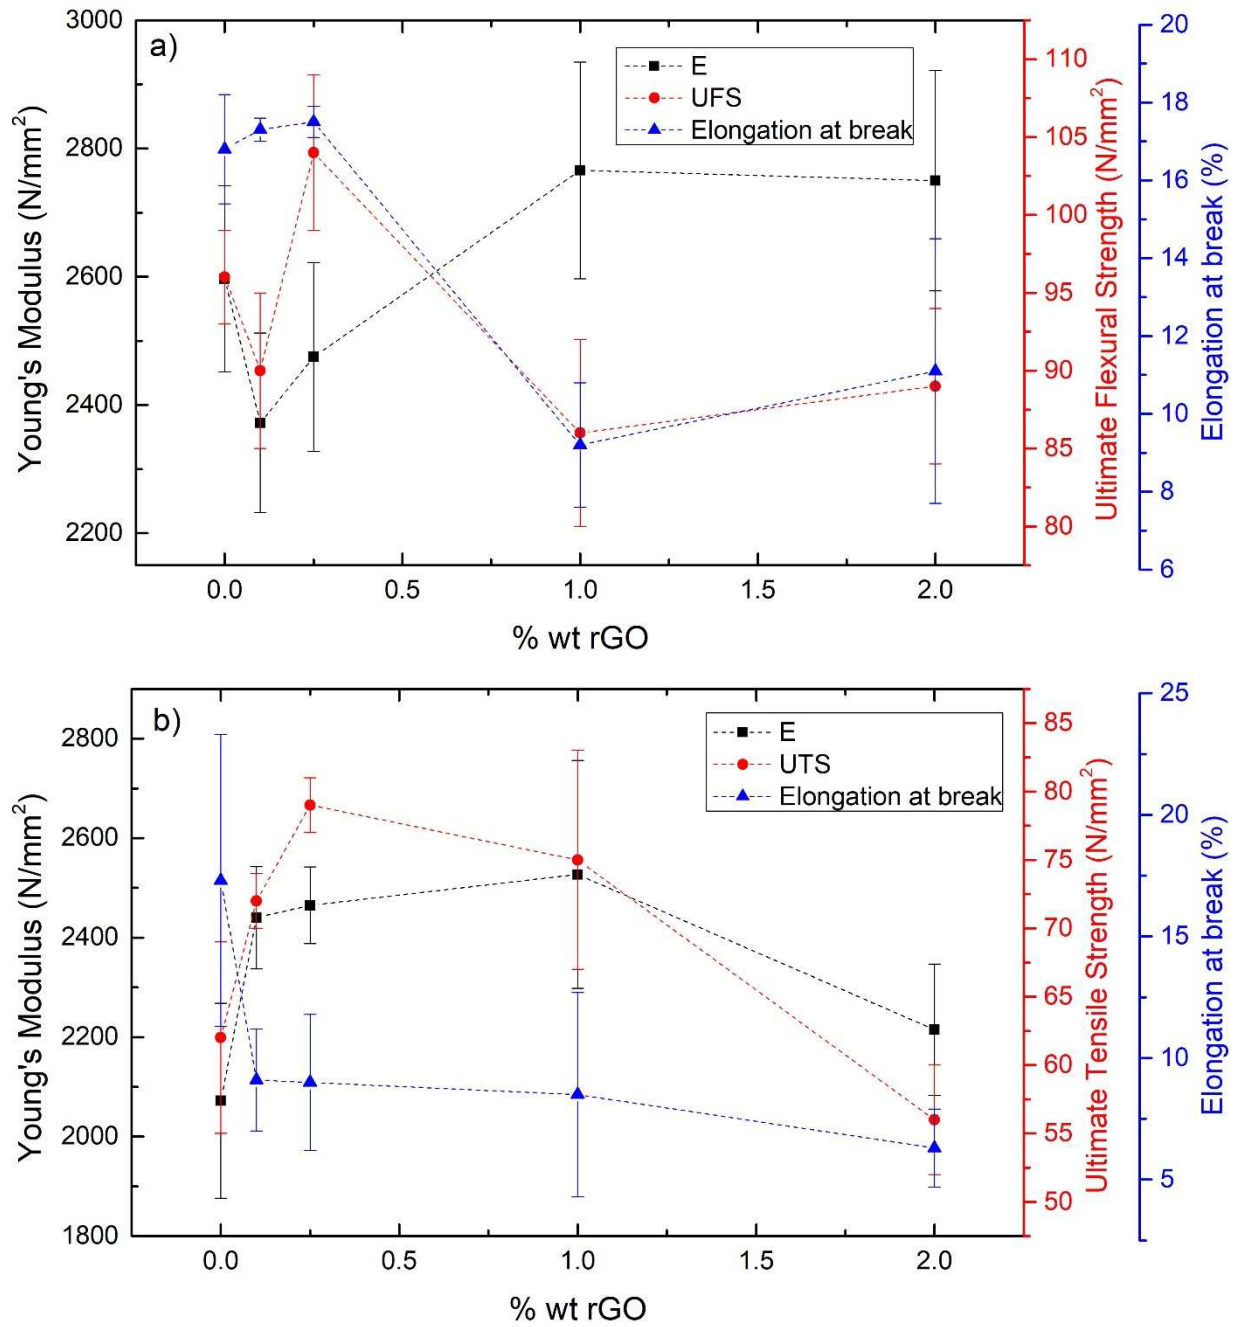 a)
E
UFS
Elongation at break
Young's Modulus (N/mm²)
3000
2800
2600
2400
2200
0.0 0.5 1.0 1.5 2.0
% wt rGO
110
105
100
95
90
85
80
Ultimate Flexural Strength (N/mm²)
20
18
16
14
12
10
8
6
Elongation at break (%)
b)
E
UTS
Elongation at break
Young's Modulus (N/mm²)
2800
2600
2400
2200
2000
1800
0.0 0.5 1.0 1.5 2.0
% wt rGO
85
80
75
70
65
60
55
50
Ultimate Tensile Strength (N/mm²)
25
20
15
10
5
Elongation at break (%)